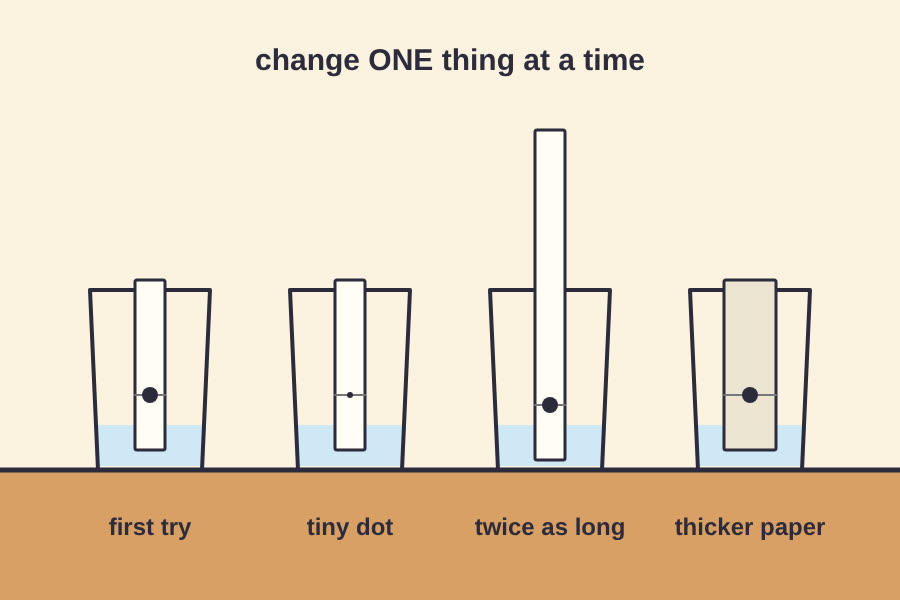 change ONE thing at a time
first try
tiny dot
twice as long
thicker paper